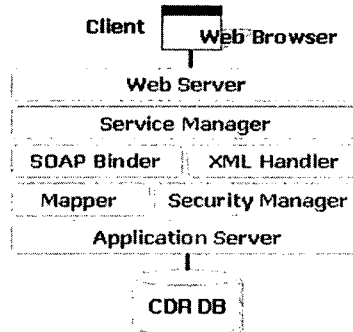 Client
Web Browser
Web Server
Service Manager
SOAP Binder XML Handler
Mapper Security Manager
Application Server
CDR DB